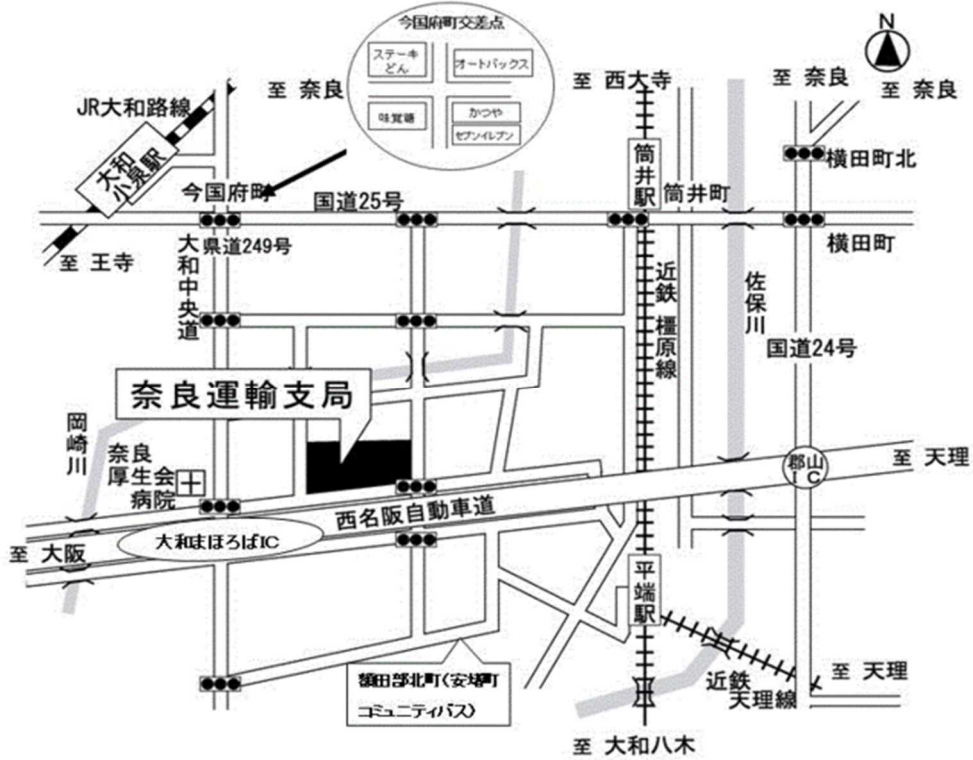 今国府町交差点
ステーキ
どん
オートバックス
味覚糖
かつや
セブンイレブン
N
至 奈良
至 西大寺
至 奈良
至 奈良
JR大和路線
大和
小泉駅
今国府町
国道25号
筒井駅
筒井町
横田町北
横田町
至 王寺
県道249号
大和中央道
近鉄 橿原線
佐保川
国道24号
奈良運輸支局
岡崎川
奈良
厚生会
病院
郡山
IC
至 天理
西名阪自動車道
大和まほろばIC
至 大阪
平端駅
額田部北町(安堵町
コミュニティバス)
近鉄
天理線
至 天理
至 大和八木